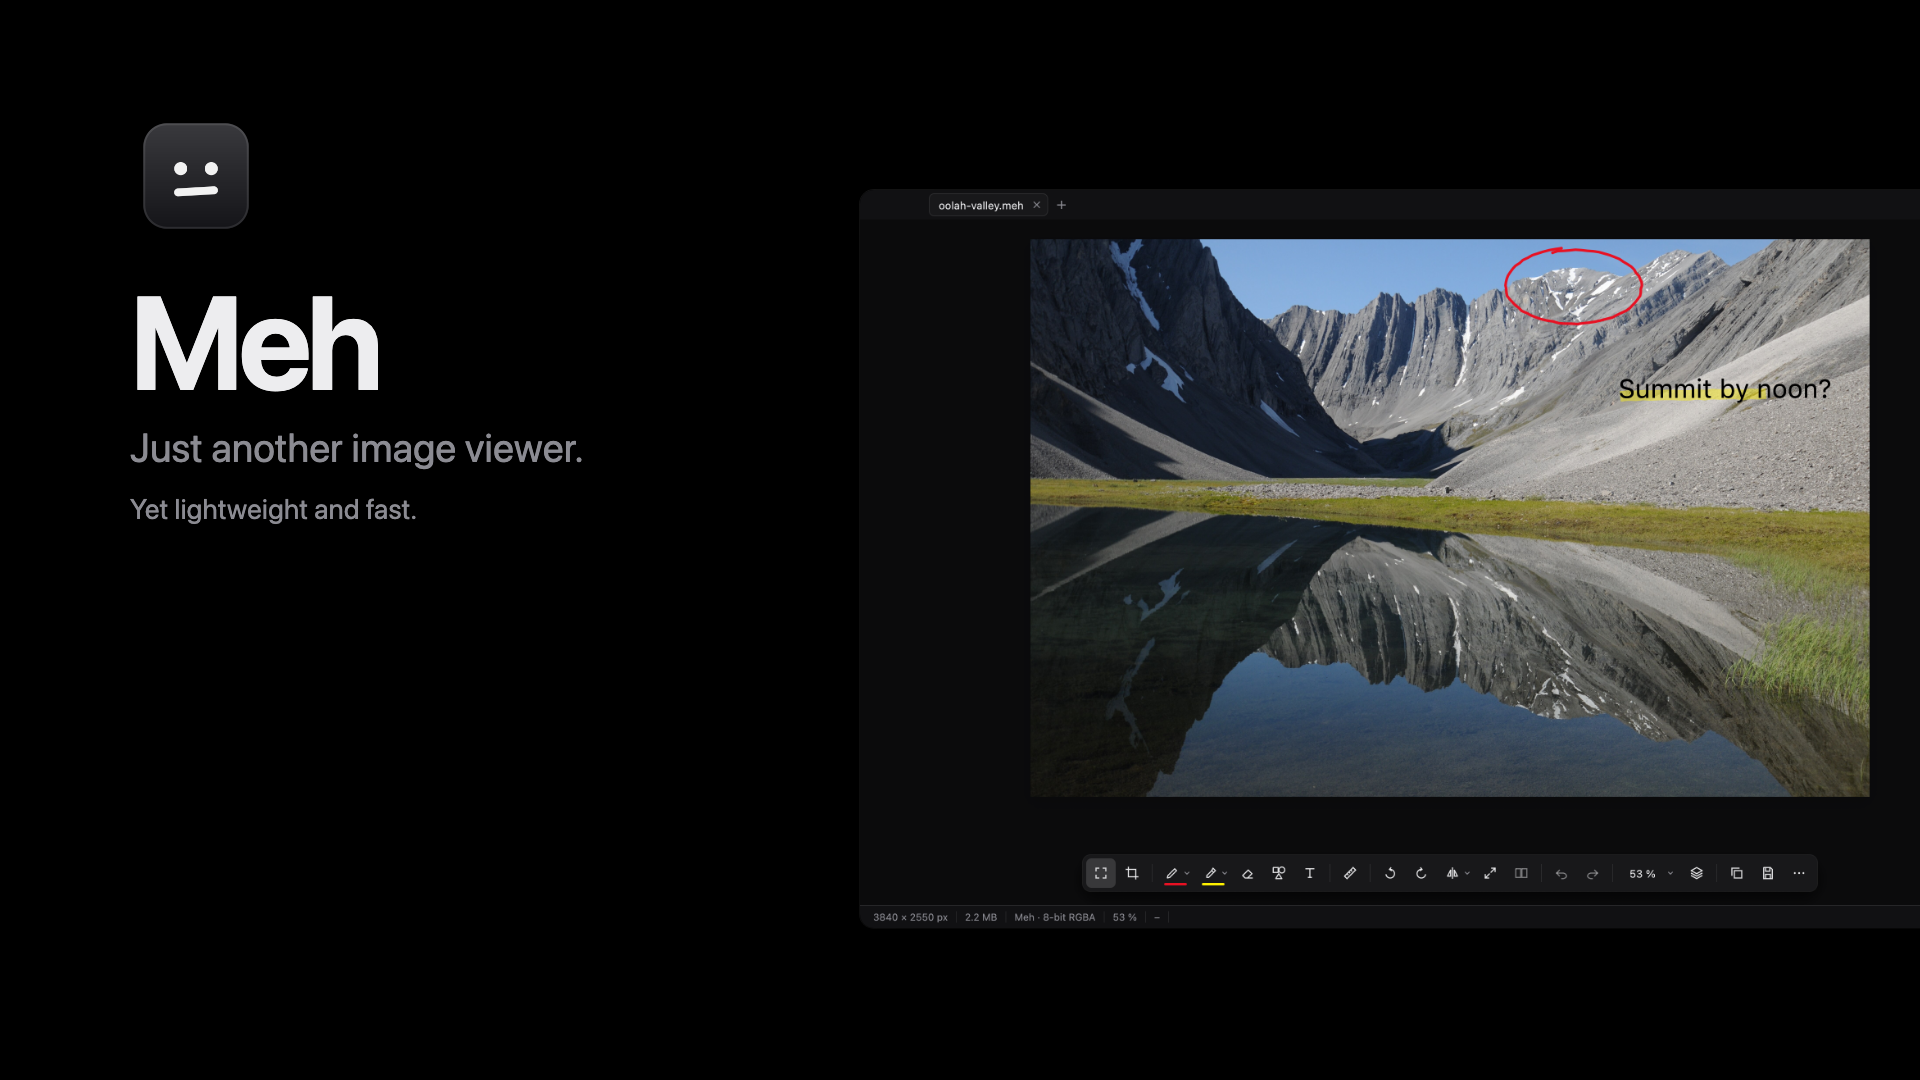 Meh
Just another image viewer.
Yet lightweight and fast.
oolah-valley.meh
Summit by noon?
53 %
3840 × 2550 px
2.2 MB
Meh · 8-bit RGBA
53 %
–